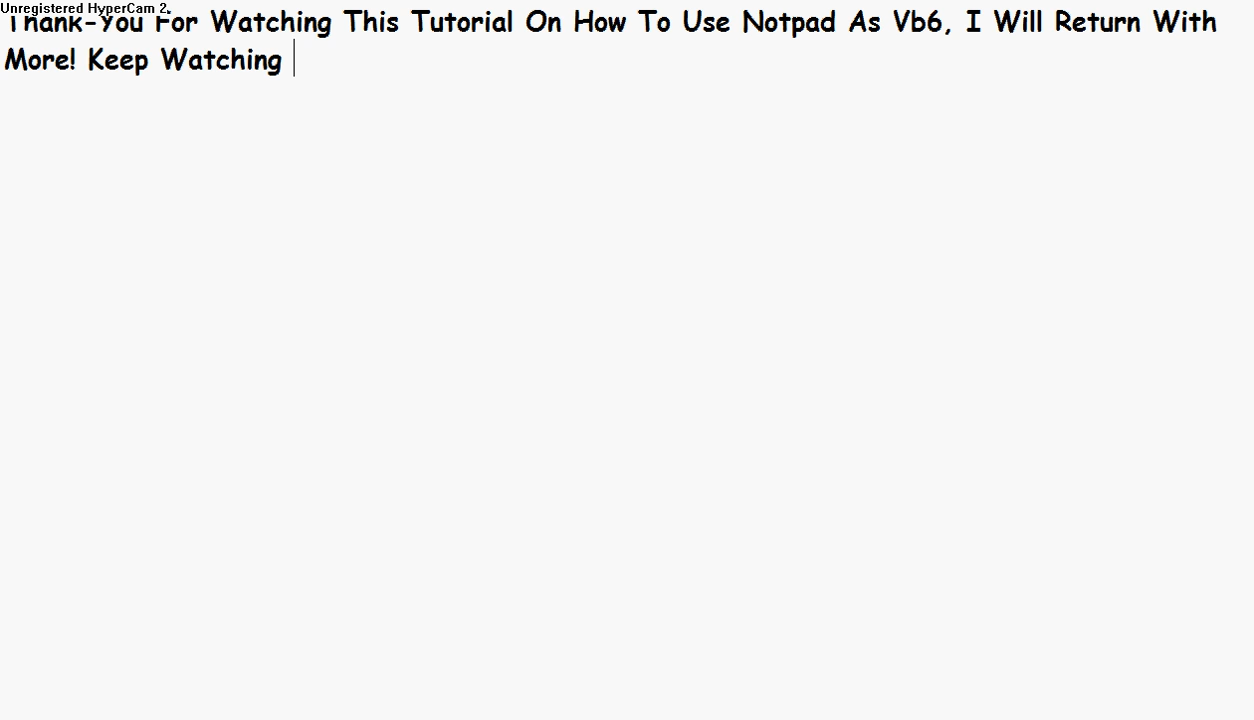 Unregistered HyperCam 2
Thank-You For Watching This Tutorial On How To Use Notpad As Vb6, I Will Return With
More! Keep Watching